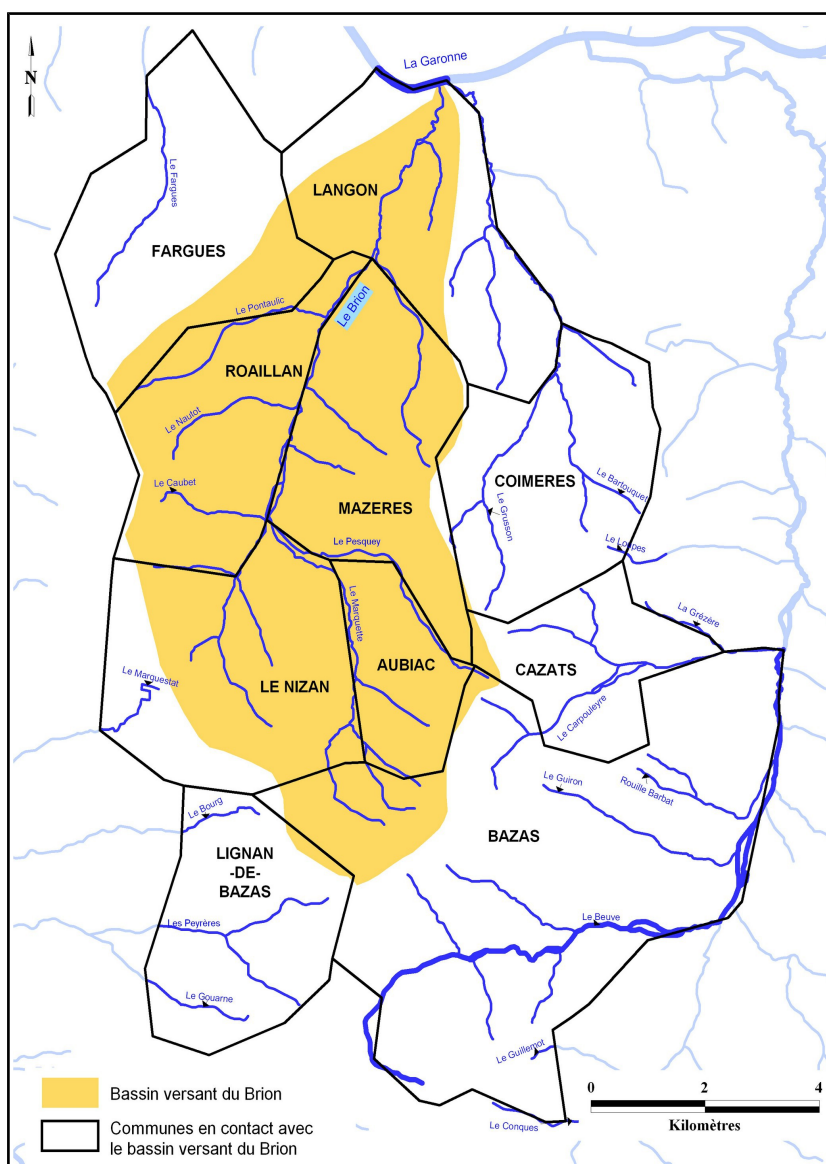 N
La Garonne
Le Fargues
LANGON
FARGUES
Le Brion
Le Pontaulic
ROAILLAN
Le Nautot
Le Caubet
MAZERES
COIMERES
Le Bartouquet
Le Grusson
Le Loupes
Le Pesquey
Le Marquette
La Grézère
AUBIAC
CAZATS
Le Marquestat
LE NIZAN
Le Carpouleyre
Le Guiron
Rouille Barbat
Le Bourg
BAZAS
LIGNAN
-DE-
BAZAS
Les Peyrères
Le Beuve
Le Gouarne
Le Guillemot
Le Conques
Bassin versant du Brion
Communes en contact avec
le bassin versant du Brion
0 2 4
Kilomètres